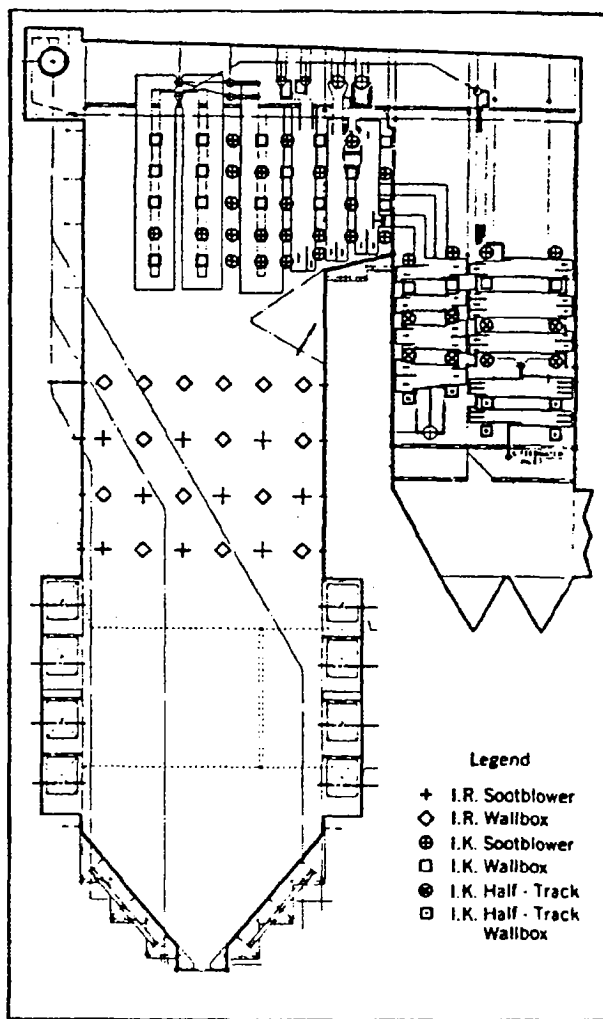 Legend
I.R. Sootblower
I.R. Wallbox
I.K. Sootblower
I.K. Wallbox
I.K. Half - Track
I.K. Half - Track
Wallbox